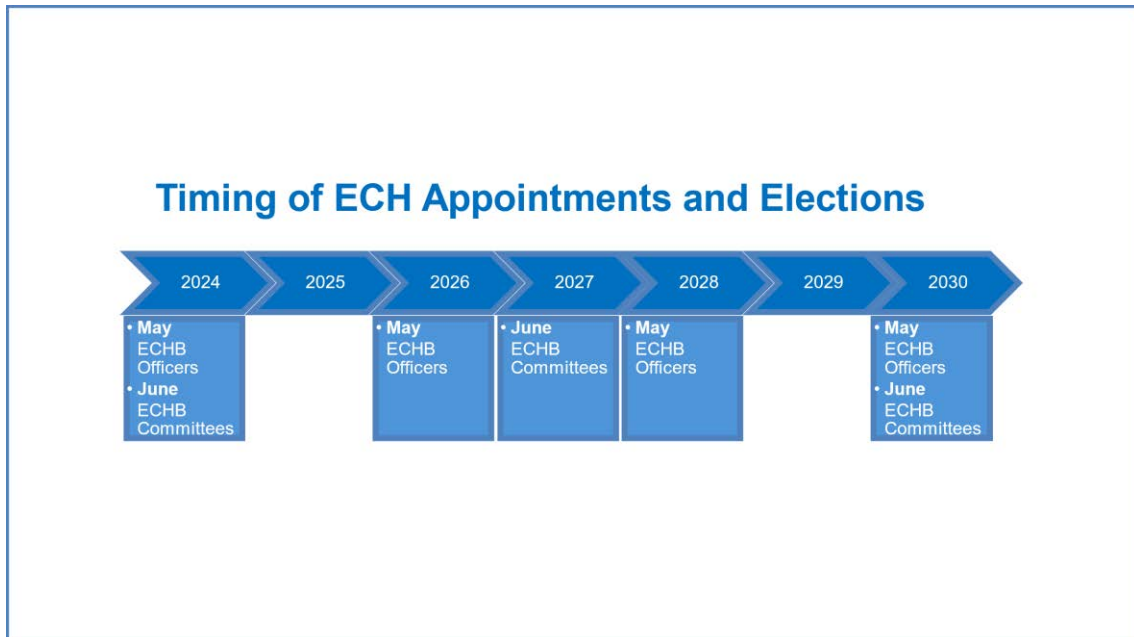 Timing of ECH Appointments and Elections
2024
2025
2026
2027
2028
2029
2030
• May
ECHB
Officers
• June
ECHB
Committees
• May
ECHB
Officers
• June
ECHB
Committees
• May
ECHB
Officers
• May
ECHB
Officers
• June
ECHB
Committees